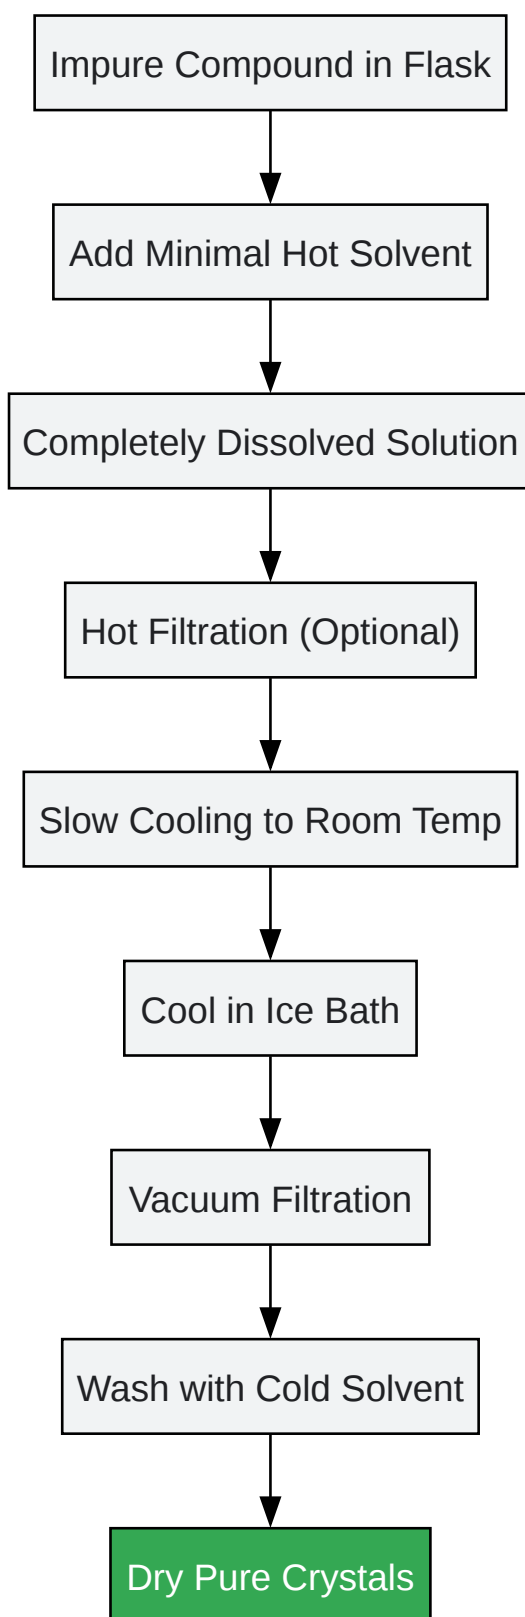 Impure Compound in Flask
Add Minimal Hot Solvent
Completely Dissolved Solution
Hot Filtration (Optional)
Slow Cooling to Room Temp
Cool in Ice Bath
Vacuum Filtration
Wash with Cold Solvent
Dry Pure Crystals